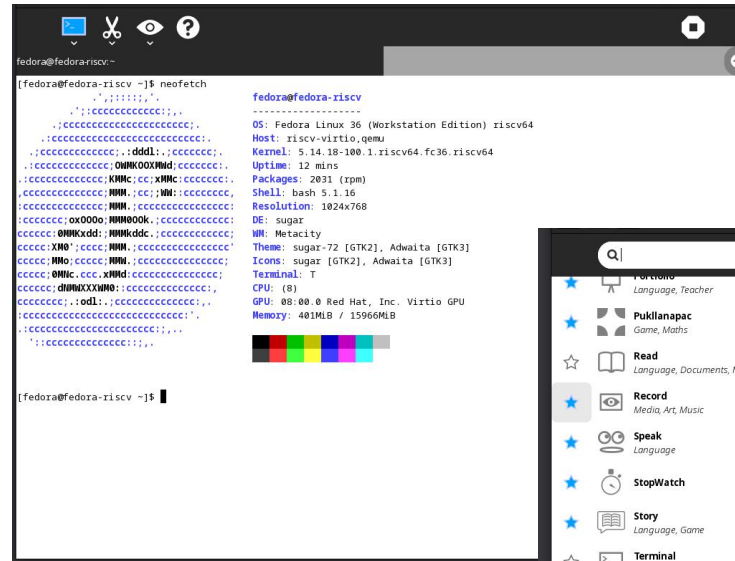 fedora@fedora-riscv:~
[fedora@fedora-riscv ~]$ neofetch
fedora@fedora-riscv
-------------------
OS: Fedora Linux 36 (Workstation Edition) riscv64
Host: riscv-virtio,qemu
Kernel: 5.14.18-100.1.riscv64.fc36.riscv64
Uptime: 12 mins
Packages: 2031 (rpm)
Shell: bash 5.1.16
Resolution: 1024x768
DE: sugar
WM: Metacity
Theme: sugar-72 [GTK2], Adwaita [GTK3]
Icons: sugar [GTK2], Adwaita [GTK3]
Terminal: T
CPU: (8)
GPU: 08:00.0 Red Hat, Inc. Virtio GPU
Memory: 401MiB / 15966MiB
[fedora@fedora-riscv ~]$
Portfolio
Language, Teacher
Pukllanapac
Game, Maths
Read
Language, Documents,
Record
Media, Art, Music
Speak
Language
StopWatch
Story
Language, Game
Terminal